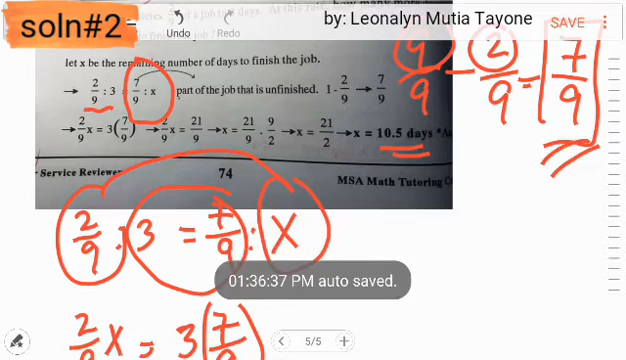 soln#2-
Undo
Redo
by: Leonalyn Mutia Tayone
SAVE
let x be the remaining number of days to finish the job.
→ 2/9 : 3 = 7/9 : x part of the job that is unfinished. 1 - 2/9 → 7/9
→ 2/9 x = 3(7/9) → 2/9 x = 21/9 → x = 21/9 · 9/2 → x = 21/2 → x = 10.5 days
Service Reviewer 74 MSA Math Tutoring
9/9 - 2/9 = 7/9
2/9 : 3 = 7/9 : X
01:36:37 PM auto saved.
2/9 X = 3(7/9)
5/5